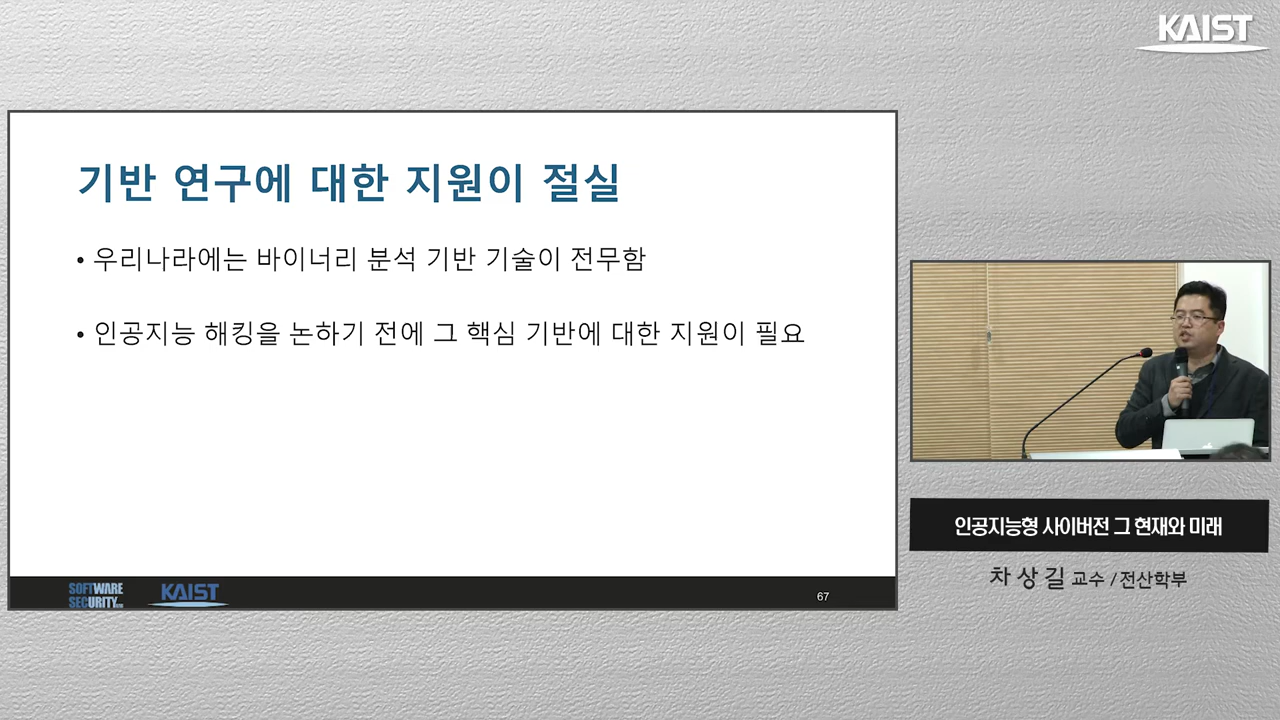 KAIST
기반 연구에 대한 지원이 절실
• 우리나라에는 바이너리 분석 기반 기술이 전무함
• 인공지능 해킹을 논하기 전에 그 핵심 기반에 대한 지원이 필요
SOFTWARE
SECURITY
KAIST
67
인공지능형 사이버전 그 현재와 미래
차상길 교수 / 전산학부